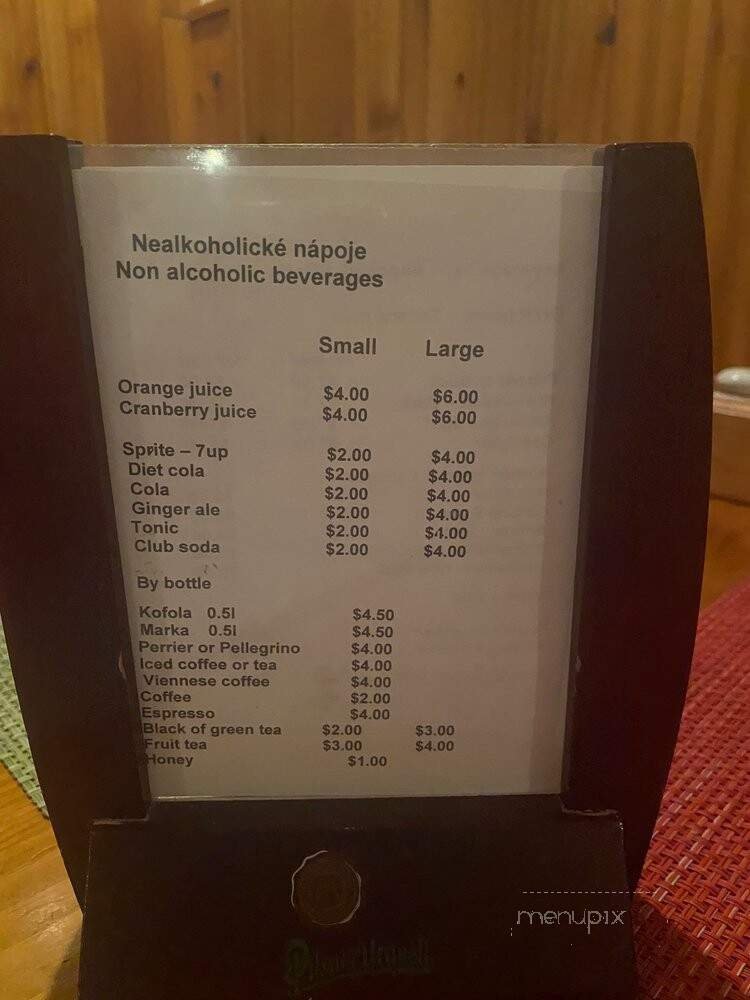 Nealkoholické nápoje
Non alcoholic beverages
Small Large
Orange juice $4.00 $6.00
Cranberry juice $4.00 $6.00
Sprite – 7up $2.00 $4.00
Diet cola $2.00 $4.00
Cola $2.00 $4.00
Ginger ale $2.00 $4.00
Tonic $2.00 $4.00
Club soda $2.00 $4.00
By bottle
Kofola 0.5l $4.50
Marka 0.5l $4.50
Perrier or Pellegrino $4.00
Iced coffee or tea $4.00
Viennese coffee $4.00
Coffee $2.00
Espresso $4.00
Black of green tea $2.00 $3.00
Fruit tea $3.00 $4.00
Honey $1.00
menupix
Pilsner Urquell